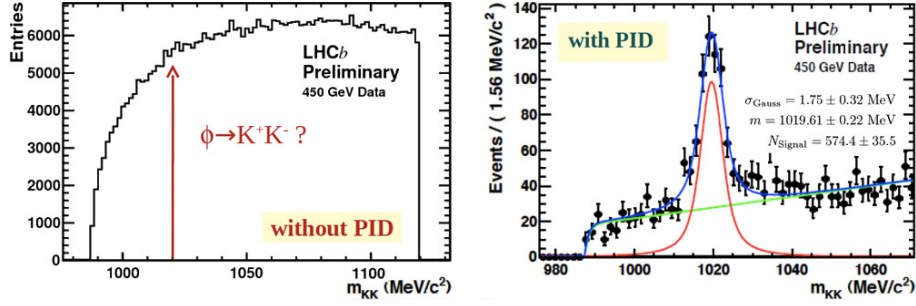 Entries
6000
5000
4000
3000
2000
1000
0
LHCb
Preliminary
450 GeV Data
ϕ→K⁺K⁻ ?
without PID
1000
1050
1100
m_KK (MeV/c²)
Events / ( 1.56 MeV/c² )
140
120
100
80
60
40
20
0
with PID
LHCb
Preliminary
450 GeV Data
σ_Gauss = 1.75 ± 0.32 MeV
m = 1019.61 ± 0.22 MeV
N_Signal = 574.4 ± 35.5
980
1000
1020
1040
1060
m_KK (MeV/c²)